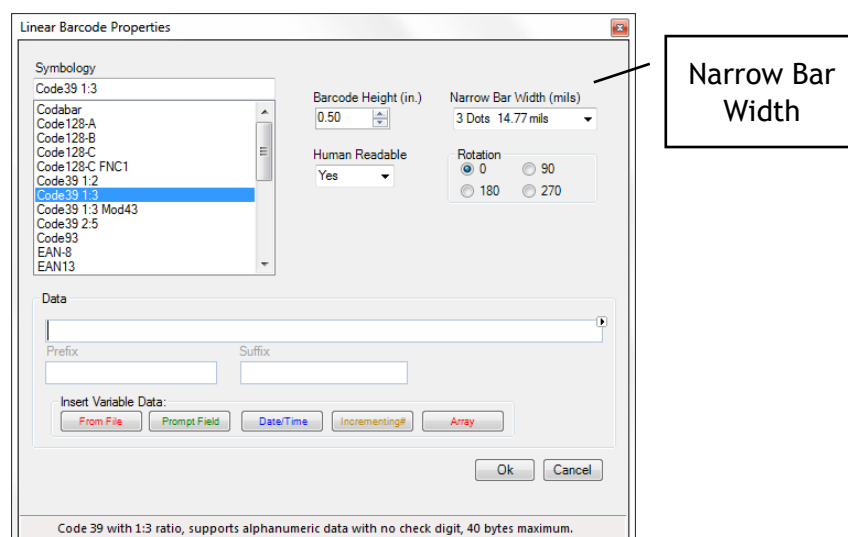 Linear Barcode Properties
Symbology
Code39 1:3
Codabar
Code128-A
Code128-B
Code128-C
Code128-C FNC1
Code39 1:2
Code39 1:3
Code39 1:3 Mod43
Code39 2:5
Code93
EAN-8
EAN13
Barcode Height (in.)
0.50
Narrow Bar Width (mils)
3 Dots 14.77 mils
Human Readable
Yes
Rotation
0 90
180 270
Narrow Bar
Width
Data
Prefix Suffix
Insert Variable Data:
From File Prompt Field Date/Time Incrementing# Array
Ok Cancel
Code 39 with 1:3 ratio, supports alphanumeric data with no check digit, 40 bytes maximum.